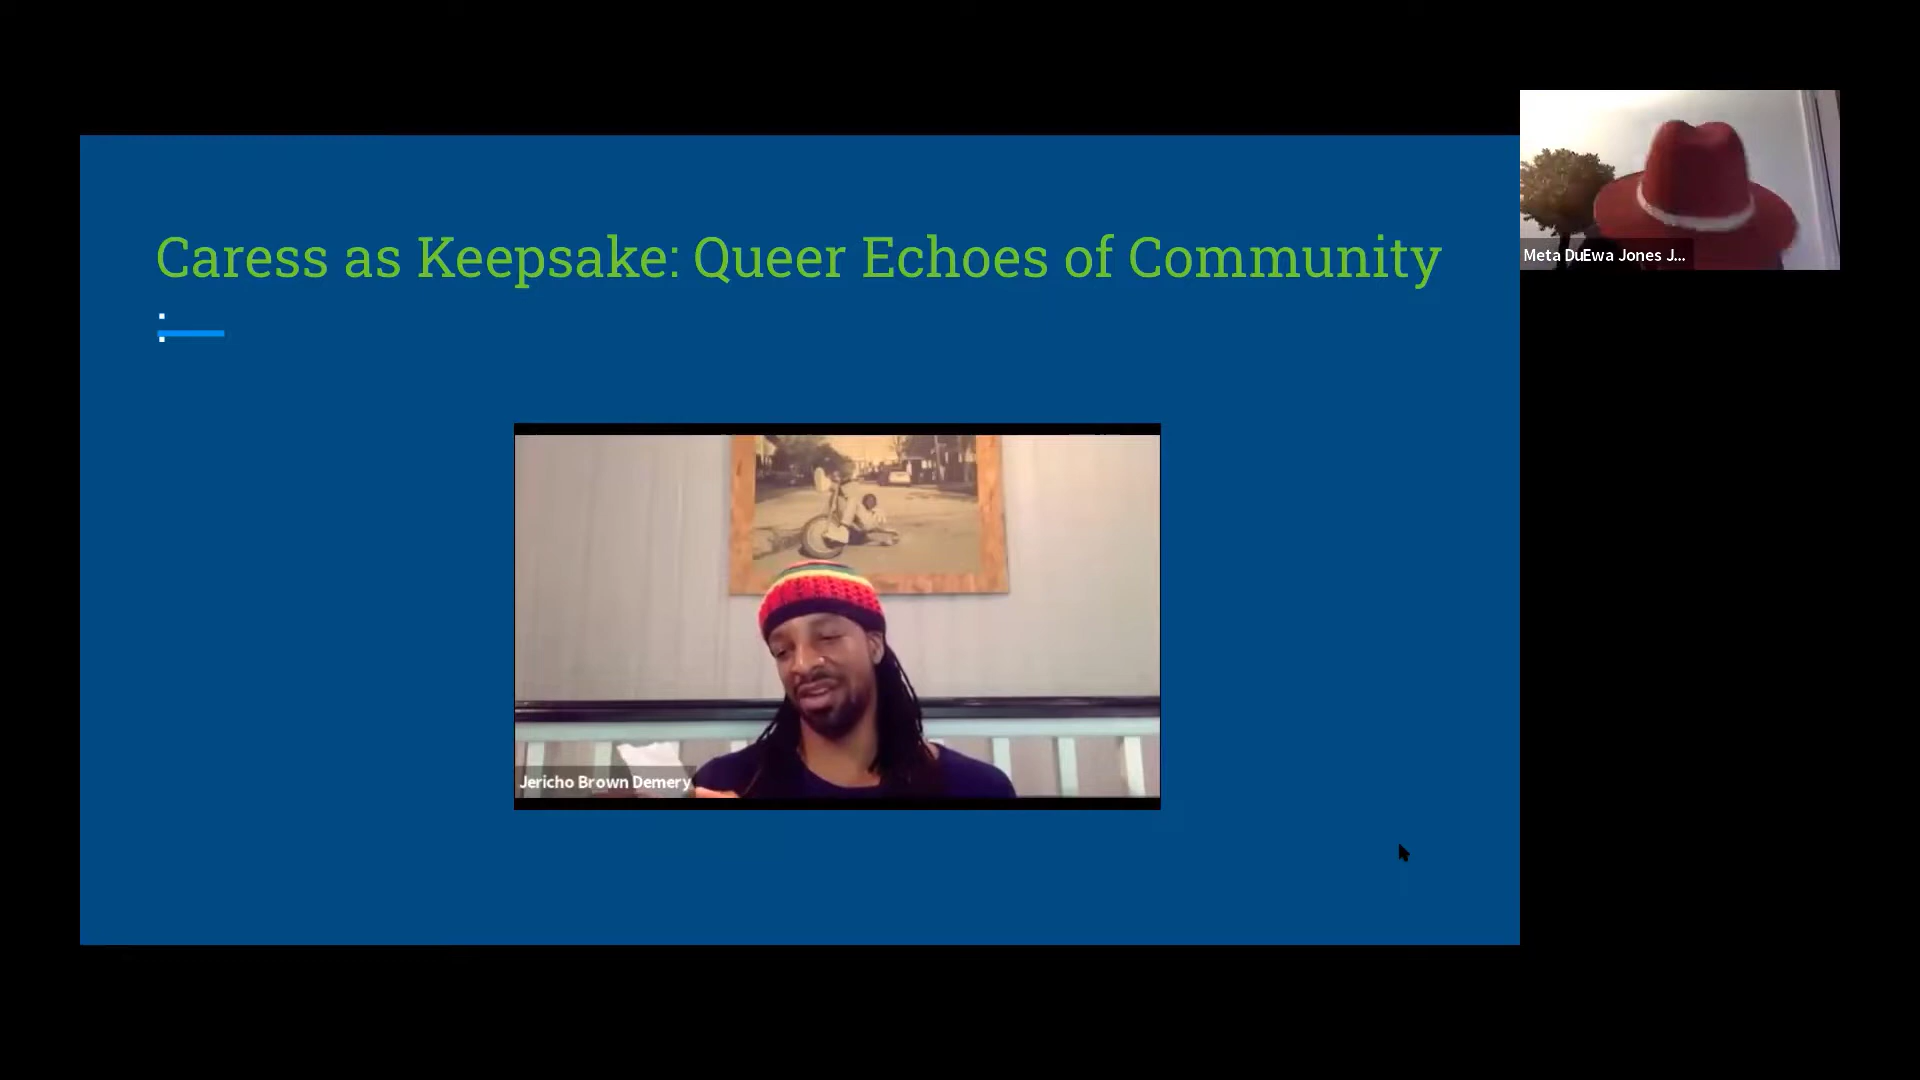 Caress as Keepsake: Queer Echoes of Community
Meta DuEwa Jones J...
Jericho Brown Demery